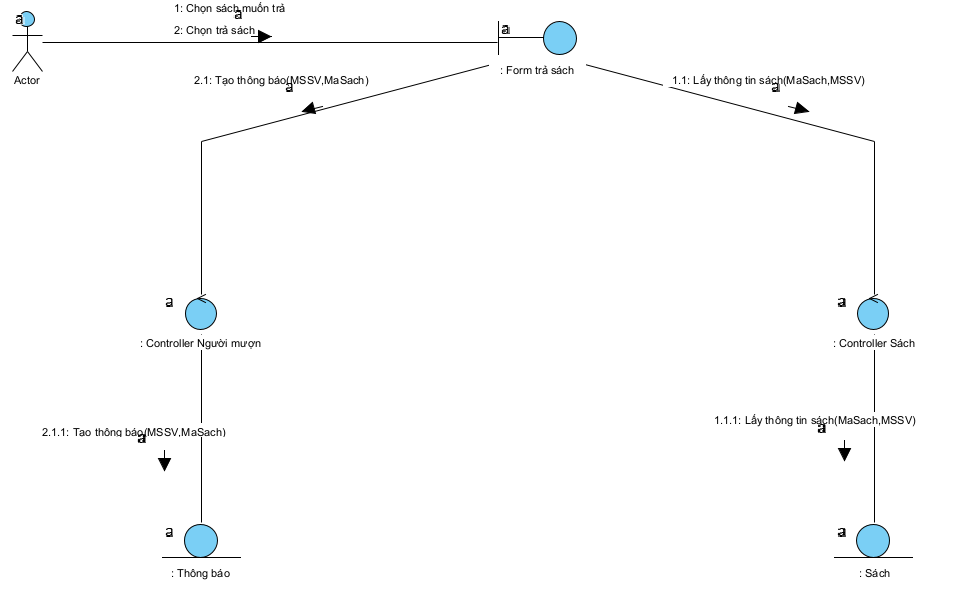 1: Chọn sách muốn trả
a
a
2: Chọn trả sách
a
Actor
: Form trả sách
2.1: Tạo thông báo(MSSV,MaSach)
a
1.1: Lấy thông tin sách(MaSach,MSSV)
a
a
a
: Controller Người mượn
: Controller Sách
2.1.1: Tạo thông báo(MSSV,MaSach)
a
1.1.1: Lấy thông tin sách(MaSach,MSSV)
a
a
a
: Thông báo
: Sách